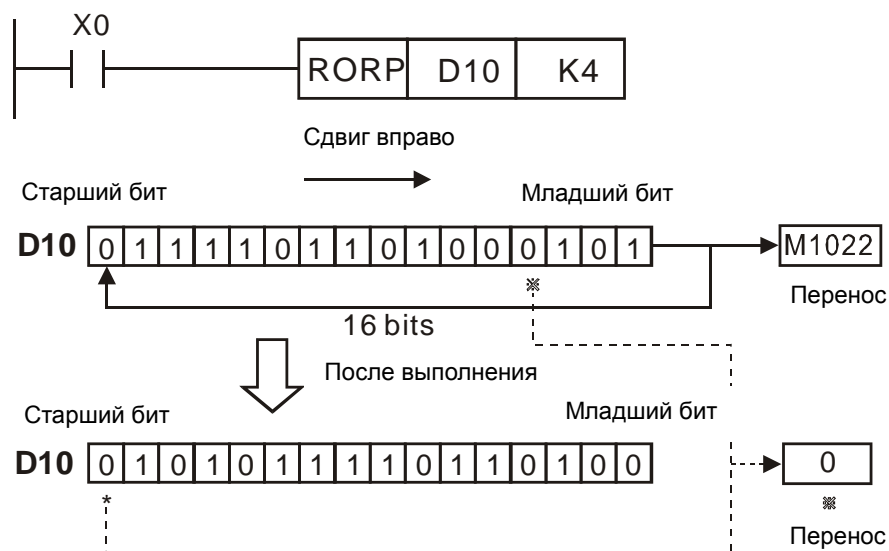 X0
RORP D10 K4
Сдвиг вправо
Старший бит Младший бит
D10 0 1 1 1 1 0 1 1 0 1 0 0 0 1 0 1 M1022
※ Перенос
16 bits
После выполнения
Старший бит Младший бит
D10 0 1 0 1 0 1 1 1 1 0 1 1 0 1 0 0 0
* ※
Перенос